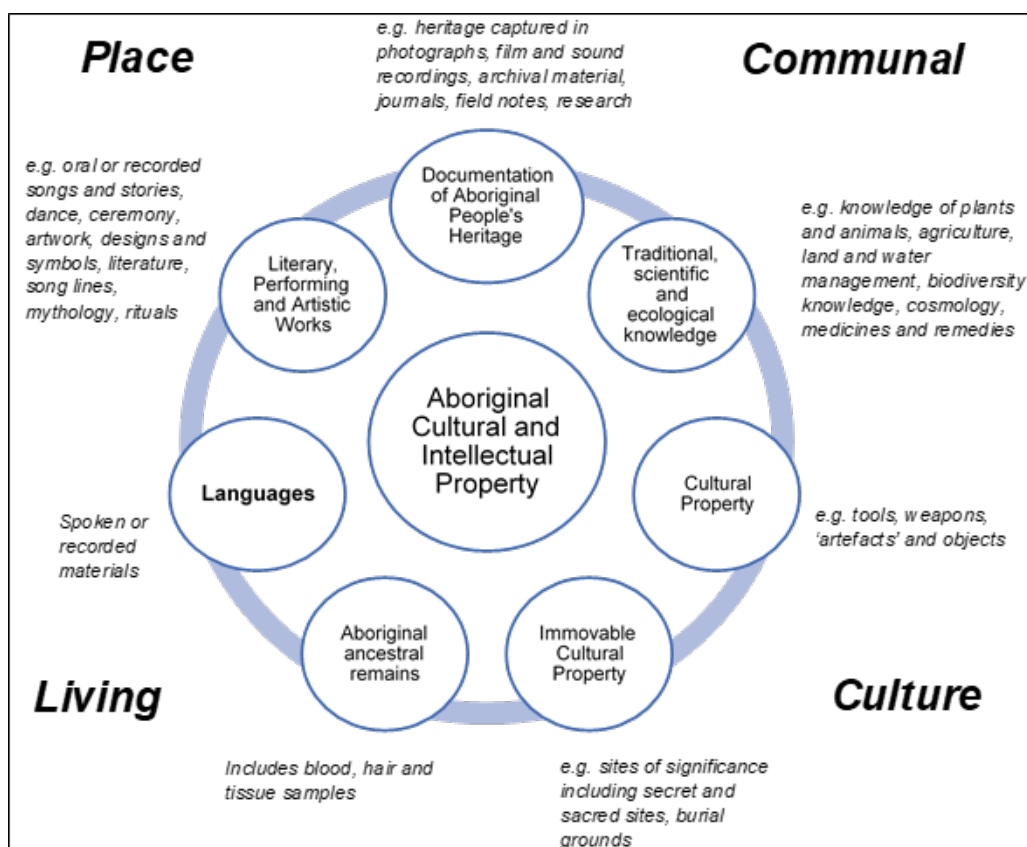 Place
e.g. heritage captured in
photographs, film and sound
recordings, archival material,
journals, field notes, research
Communal
e.g. oral or recorded
songs and stories,
dance, ceremony,
artwork, designs and
symbols, literature,
song lines,
mythology, rituals
Documentation
of Aboriginal
People's
Heritage
e.g. knowledge of plants
and animals, agriculture,
land and water
management, biodiversity
knowledge, cosmology,
medicines and remedies
Literary,
Performing
and Artistic
Works
Traditional,
scientific
and
ecological
knowledge
Aboriginal
Cultural and
Intellectual
Property
Languages
Spoken or
recorded
materials
Cultural
Property
e.g. tools, weapons,
‘artefacts’ and objects
Aboriginal
ancestral
remains
Immovable
Cultural
Property
Living
Culture
Includes blood, hair and
tissue samples
e.g. sites of significance
including secret and
sacred sites, burial
grounds